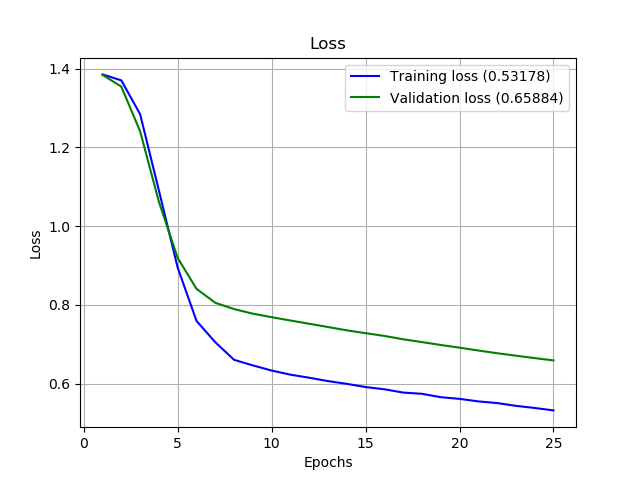 Loss
Training loss (0.53178)
Validation loss (0.65884)
1.4
1.2
1.0
0.8
0.6
Loss
0 5 10 15 20 25
Epochs